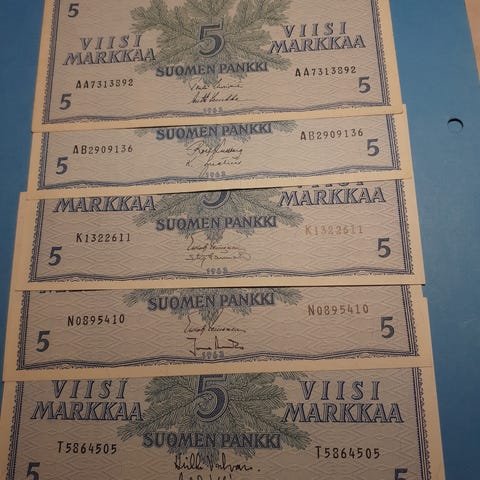 5
VIISI 5 VIISI
MARKKAA MARKKAA
SUOMEN PANKKI
AA7313892 AA7313892
5 5
1963
SUOMEN PANKKI
AB2909136 AB2909136
5 5
1963
MARKKAA 5 MARKKAA
SUOMEN PANKKI
K1322611 K1322611
5 5
1963
SUOMEN PANKKI
N0895410 N0895410
5 5
1963
VIISI 5 VIISI
MARKKAA MARKKAA
SUOMEN PANKKI
T5864505 T5864505
5 5